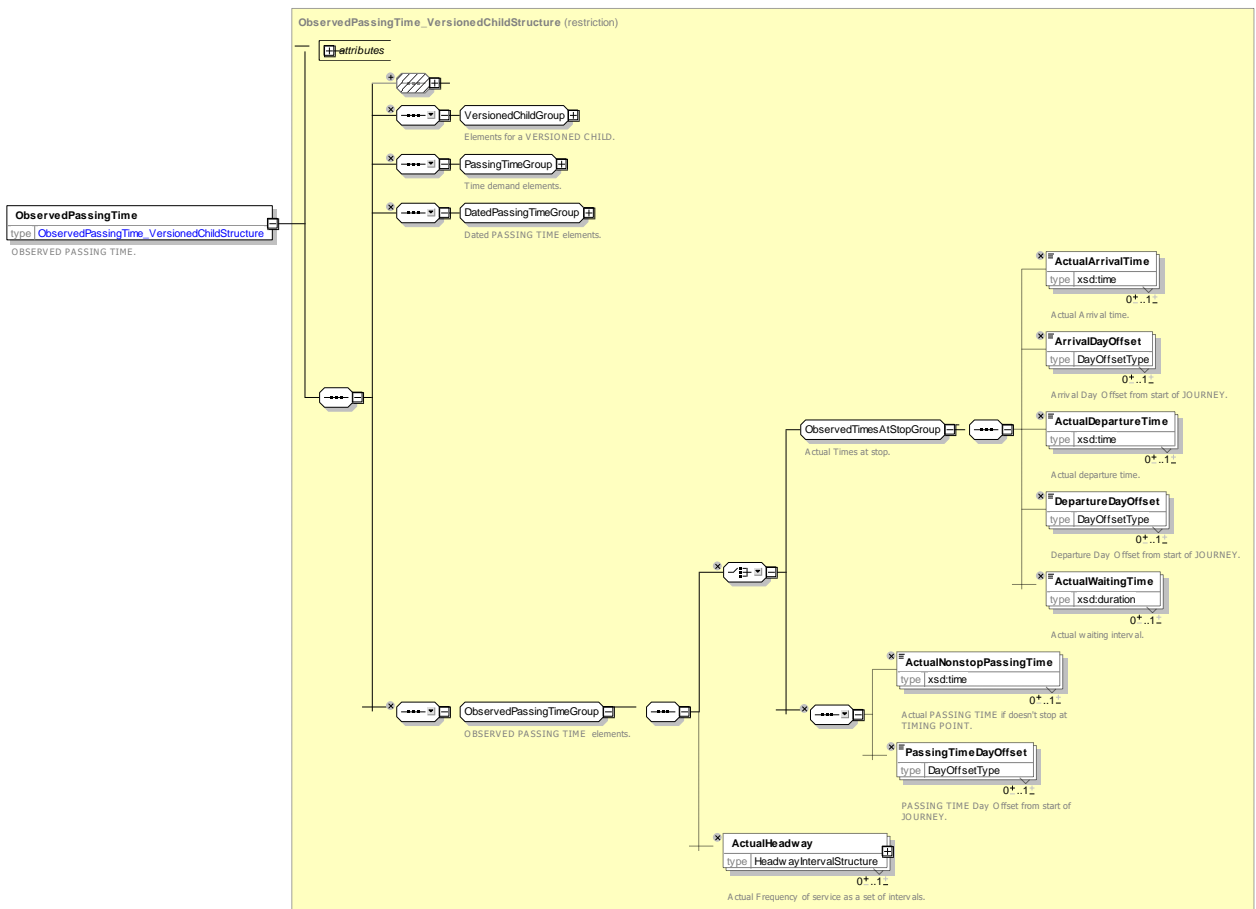 ObservedPassingTime_VersionedChildStructure (restriction)
attributes
VersionedChildGroup
Elements for a VERSIONED CHILD.
PassingTimeGroup
Time demand elements.
DatedPassingTimeGroup
Dated PASSING TIME elements.
ObservedPassingTime
type ObservedPassingTime_VersionedChildStructure
OBSERVED PASSING TIME.
ActualArrivalTime
type xsd:time
0..1
Actual Arrival time.
ArrivalDayOffset
type DayOffsetType
0..1
Arrival Day Offset from start of JOURNEY.
ObservedTimesAtStopGroup
Actual Times at stop.
ActualDepartureTime
type xsd:time
0..1
Actual departure time.
DepartureDayOffset
type DayOffsetType
0..1
Departure Day Offset from start of JOURNEY.
ActualWaitingTime
type xsd:duration
0..1
Actual waiting interval.
ObservedPassingTimeGroup
OBSERVED PASSING TIME elements.
ActualNonstopPassingTime
type xsd:time
0..1
Actual PASSING TIME if doesn't stop at
TIMING POINT.
PassingTimeDayOffset
type DayOffsetType
0..1
PASSING TIME Day Offset from start of
JOURNEY.
ActualHeadway
type HeadwayIntervalStructure
0..1
Actual Frequency of service as a set of intervals.